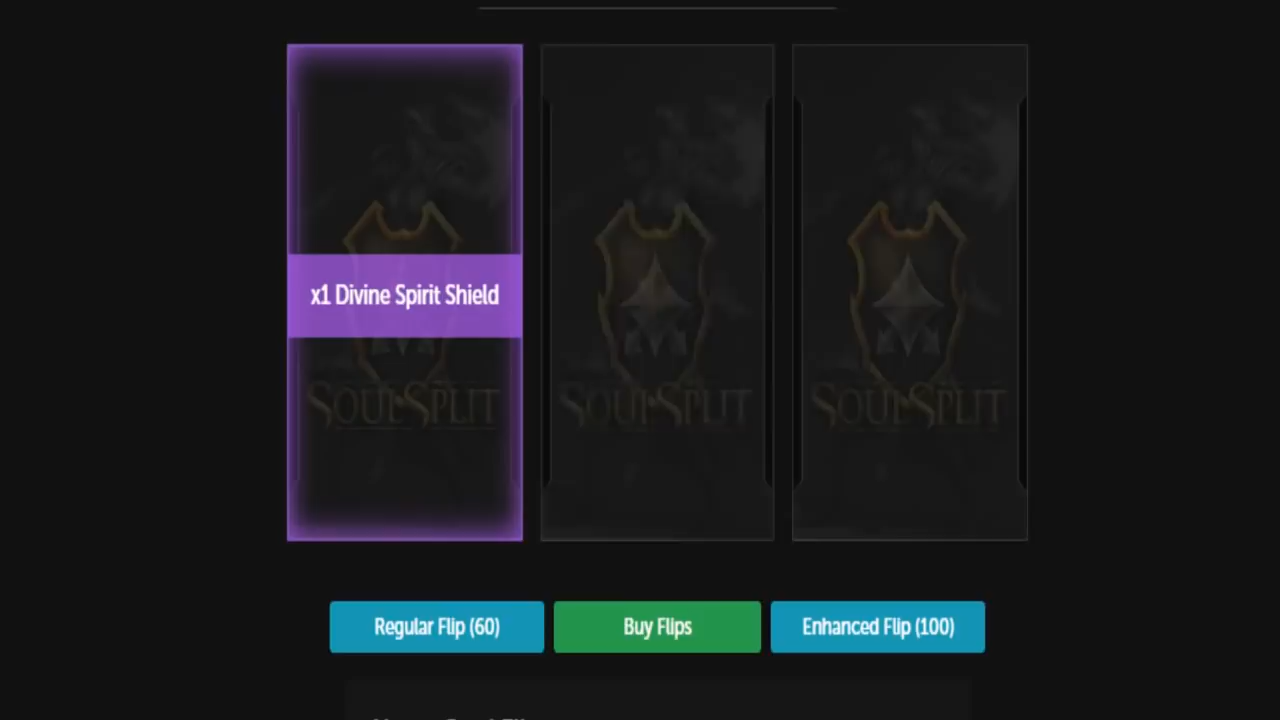 x1 Divine Spirit Shield
SOULSPLIT
SOULSPLIT
SOULSPLIT
Regular Flip (60)
Buy Flips
Enhanced Flip (100)